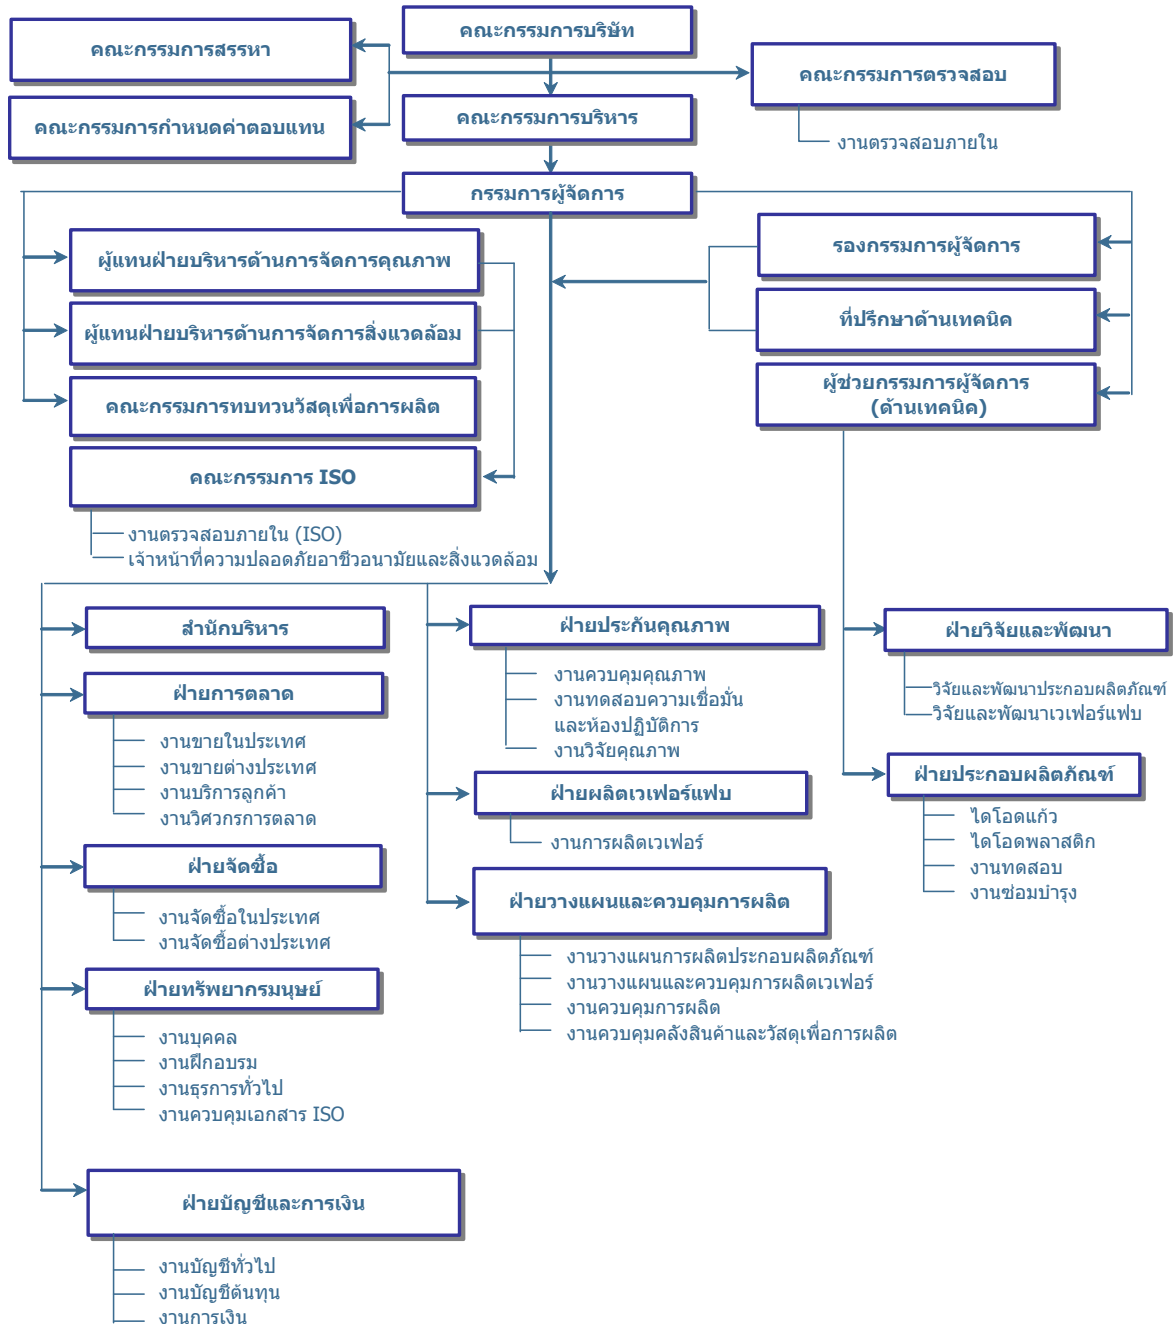 คณะกรรมการบริษัท
คณะกรรมการสรรหา
คณะกรรมการตรวจสอบ
คณะกรรมการกำหนดค่าตอบแทน
คณะกรรมการบริหาร
งานตรวจสอบภายใน
กรรมการผู้จัดการ
ผู้แทนฝ่ายบริหารด้านการจัดการคุณภาพ
ผู้แทนฝ่ายบริหารด้านการจัดการสิ่งแวดล้อม
คณะกรรมการทบทวนวัสดุเพื่อการผลิต
คณะกรรมการ ISO
งานตรวจสอบภายใน (ISO)
เจ้าหน้าที่ความปลอดภัยอาชีวอนามัยและสิ่งแวดล้อม
รองกรรมการผู้จัดการ
ที่ปรึกษาด้านเทคนิค
ผู้ช่วยกรรมการผู้จัดการ
(ด้านเทคนิค)
สำนักบริหาร
ฝ่ายการตลาด
งานขายในประเทศ
งานขายต่างประเทศ
งานบริการลูกค้า
งานวิศวกรการตลาด
ฝ่ายจัดซื้อ
งานจัดซื้อในประเทศ
งานจัดซื้อต่างประเทศ
ฝ่ายทรัพยากรมนุษย์
งานบุคคล
งานฝึกอบรม
งานธุรการทั่วไป
งานควบคุมเอกสาร ISO
ฝ่ายบัญชีและการเงิน
งานบัญชีทั่วไป
งานบัญชีต้นทุน
งานการเงิน
ฝ่ายประกันคุณภาพ
งานควบคุมคุณภาพ
งานทดสอบความเชื่อมั่น
และห้องปฏิบัติการ
งานวิจัยคุณภาพ
ฝ่ายผลิตเวเฟอร์แฟบ
งานการผลิตเวเฟอร์
ฝ่ายวางแผนและควบคุมการผลิต
งานวางแผนการผลิตประกอบผลิตภัณฑ์
งานวางแผนและควบคุมการผลิตเวเฟอร์
งานควบคุมการผลิต
งานควบคุมคลังสินค้าและวัสดุเพื่อการผลิต
ฝ่ายวิจัยและพัฒนา
วิจัยและพัฒนาประกอบผลิตภัณฑ์
วิจัยและพัฒนาเวเฟอร์แฟบ
ฝ่ายประกอบผลิตภัณฑ์
ไดโอดแก้ว
ไดโอดพลาสติก
งานทดสอบ
งานซ่อมบำรุง